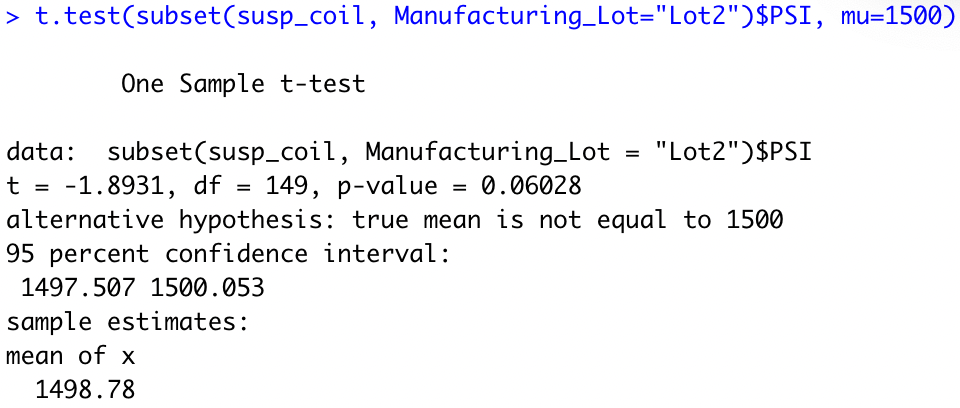 > t.test(subset(susp_coil, Manufacturing_Lot="Lot2")$PSI, mu=1500)
One Sample t-test
data:  subset(susp_coil, Manufacturing_Lot = "Lot2")$PSI
t = -1.8931, df = 149, p-value = 0.06028
alternative hypothesis: true mean is not equal to 1500
95 percent confidence interval:
1497.507 1500.053
sample estimates:
mean of x
1498.78